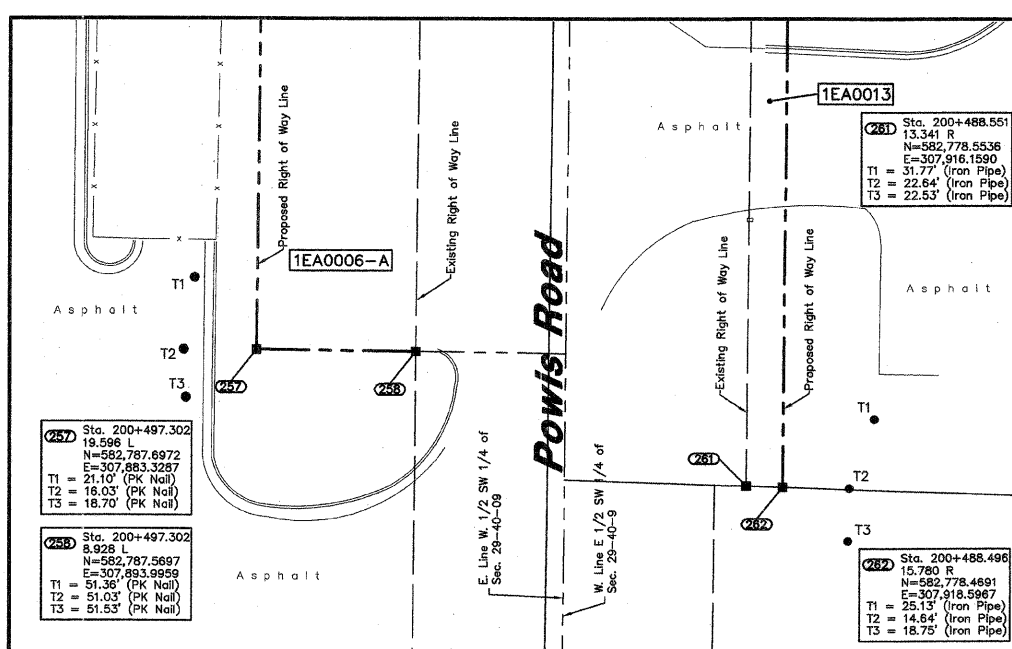 Proposed Right of Way Line
1EA0006-A
Existing Right of Way Line
Asphalt
T1
T2
T3
257
258
257 Sta. 200+497.302
19.596 L
N=582,787.6972
E=307,883.3287
T1 = 21.10' (PK Nail)
T2 = 16.03' (PK Nail)
T3 = 18.70' (PK Nail)
258 Sta. 200+497.302
8.928 L
N=582,787.5697
E=307,893.9959
T1 = 51.36' (PK Nail)
T2 = 51.03' (PK Nail)
T3 = 51.53' (PK Nail)
Asphalt
Powis Road
E. Line W. 1/2 SW 1/4 of
Sec. 29-40-09
W. Line E 1/2 SW 1/4 of
Sec. 29-40-9
Asphalt
1EA0013
261 Sta. 200+488.551
13.341 R
N=582,778.5536
E=307,916.1590
T1 = 31.77' (Iron Pipe)
T2 = 22.64' (Iron Pipe)
T3 = 22.53' (Iron Pipe)
Existing Right of Way Line
Proposed Right of Way Line
Asphalt
T1
261
T2
262
T3
262 Sta. 200+488.496
15.780 R
N=582,778.4691
E=307,918.5967
T1 = 25.13' (Iron Pipe)
T2 = 14.64' (Iron Pipe)
T3 = 18.75' (Iron Pipe)